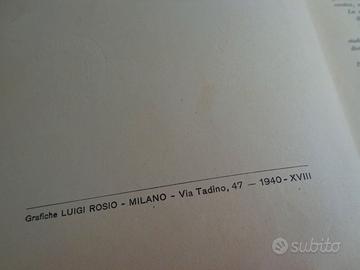 Grafiche LUIGI ROSIO - MILANO - Via Tadino, 47 — 1940-XVIII
subito